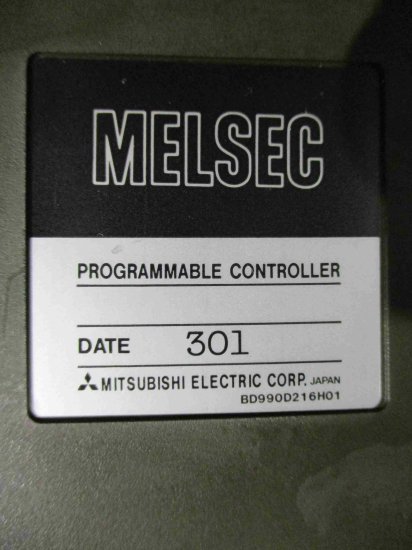 MELSEC
PROGRAMMABLE CONTROLLER
DATE 301
MITSUBISHI ELECTRIC CORP. JAPAN
BD990D216H01